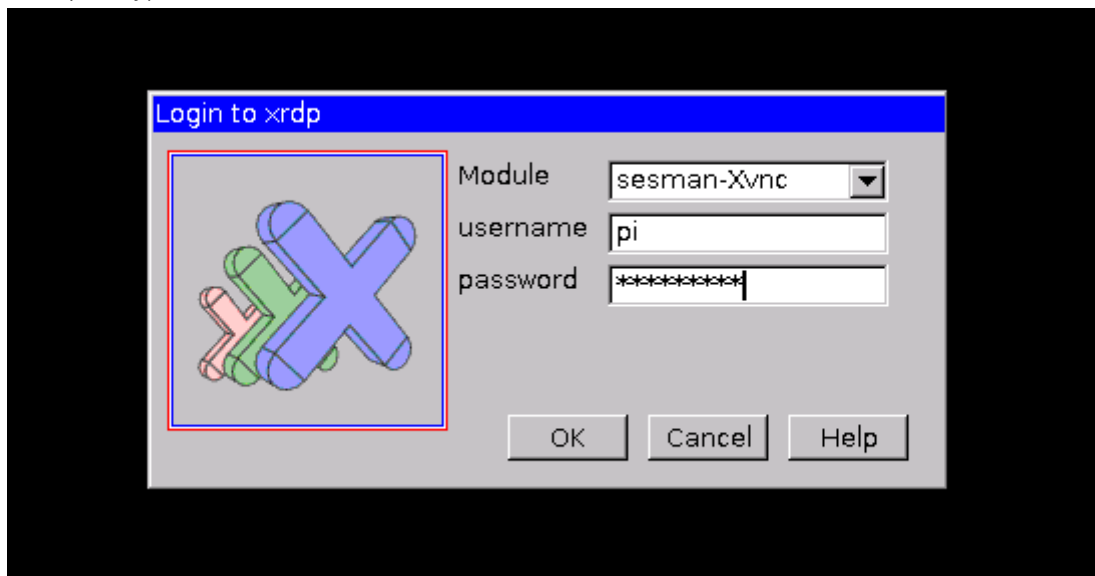 Login to xrdp
Module sesman-Xvnc
username pi
password *********
OK Cancel Help